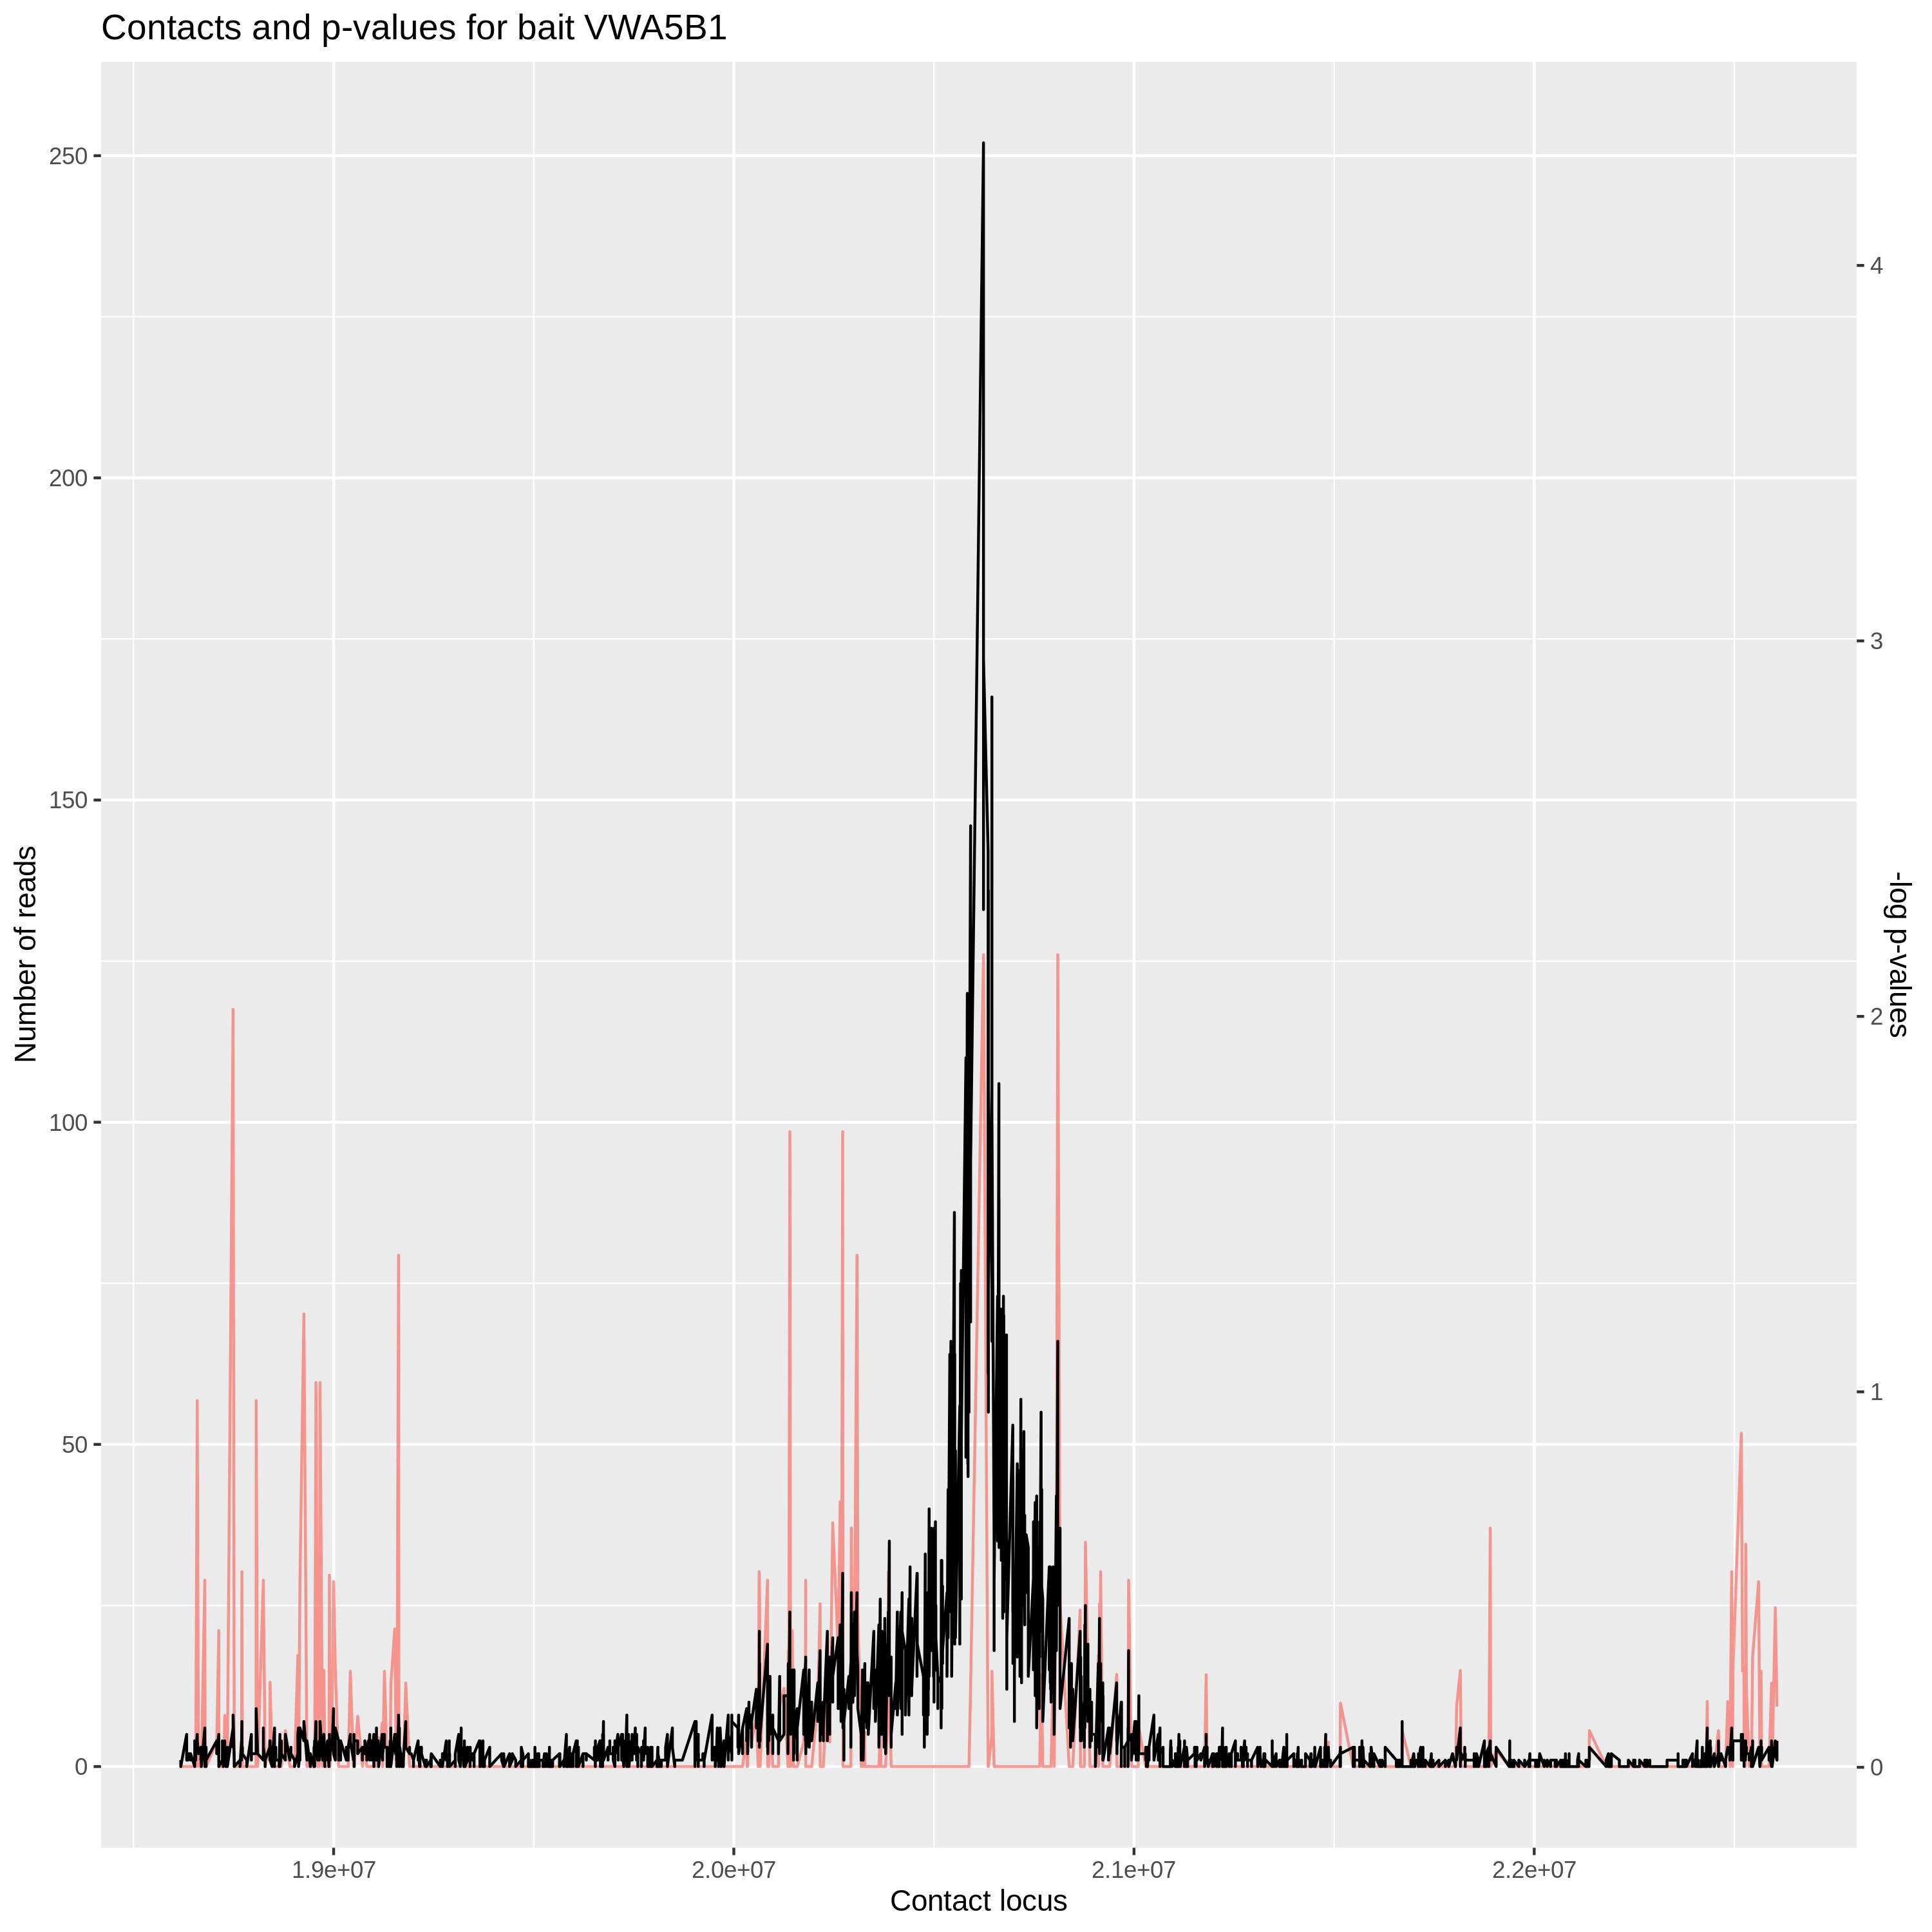 Contacts and p-values for bait VWA5B1
250
200
150
100
50
0
Number of reads
4
3
2
1
0
-log p-values
1.9e+07
2.0e+07
2.1e+07
2.2e+07
Contact locus